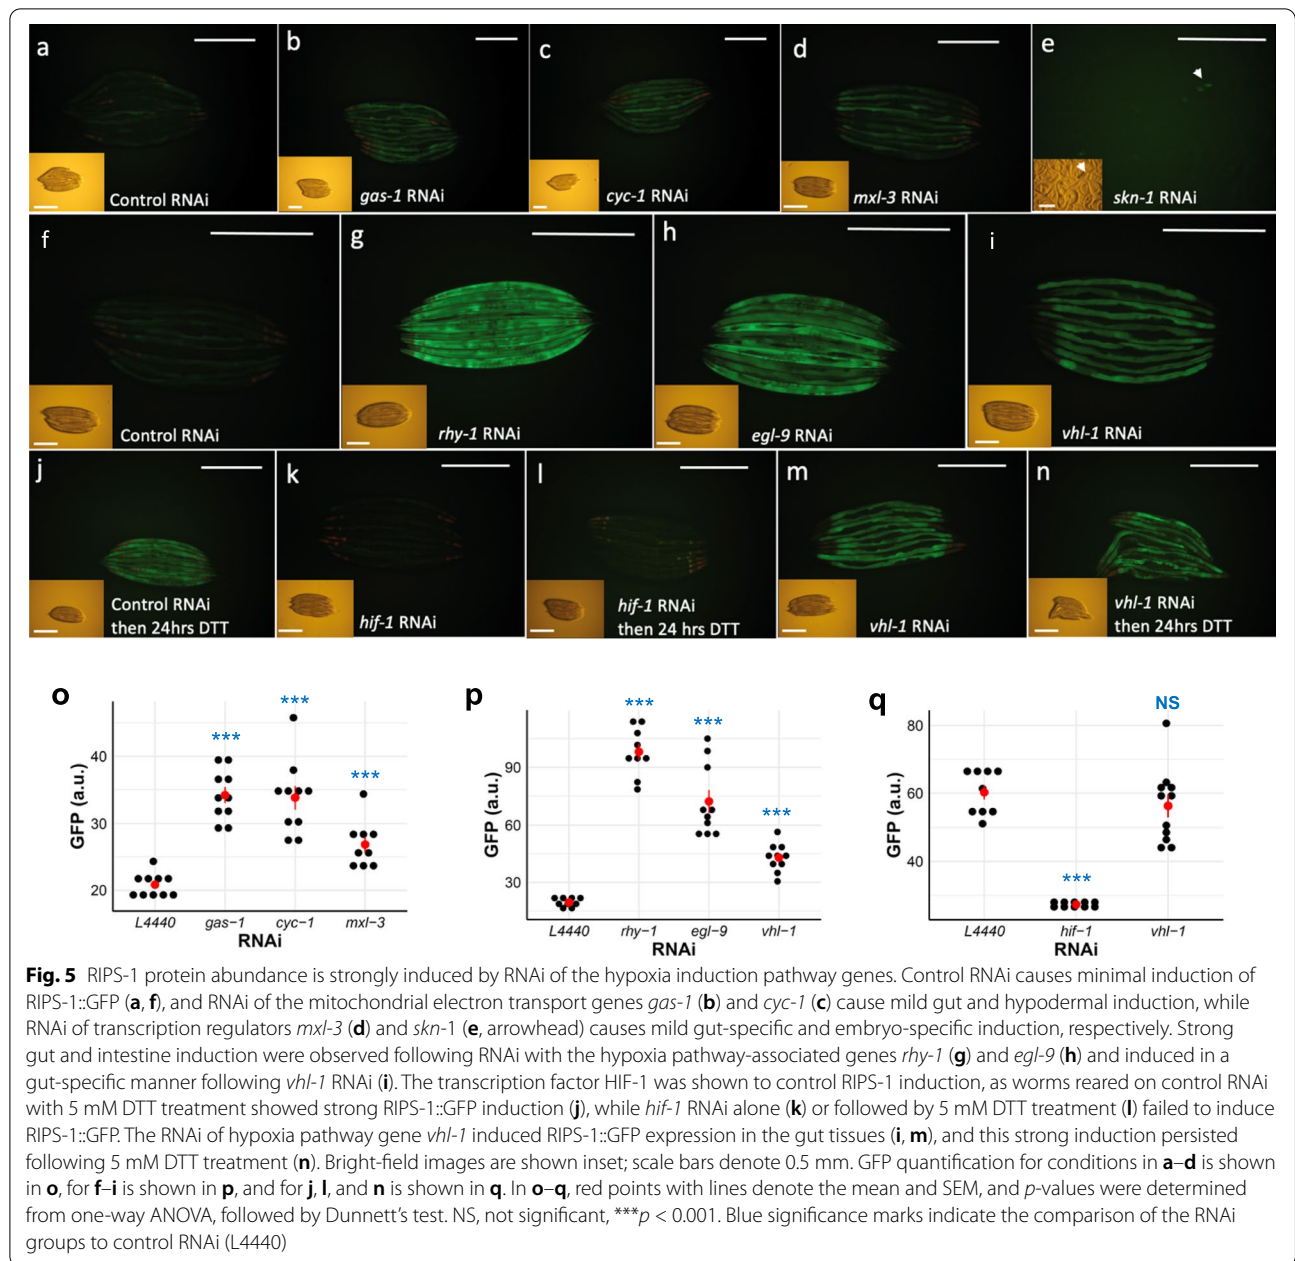 a
b
c
d
e
Control RNAi
gas-1 RNAi
cyc-1 RNAi
mxl-3 RNAi
skn-1 RNAi
f
g
h
i
Control RNAi
rhy-1 RNAi
egl-9 RNAi
vhl-1 RNAi
j
k
l
m
n
Control RNAi
then 24hrs DTT
hif-1 RNAi
hif-1 RNAi
then 24 hrs DTT
vhl-1 RNAi
vhl-1 RNAi
then 24hrs DTT
o
GFP (a.u.)
40
30
20
*** *** ***
L4440 gas-1 cyc-1 mxl-3
RNAi
p
GFP (a.u.)
90
60
30
*** *** ***
L4440 rhy−1 egl−9 vhl−1
RNAi
q
GFP (a.u.)
80
60
40
*** NS
L4440 hif−1 vhl−1
RNAi
Fig. 5 RIPS-1 protein abundance is strongly induced by RNAi of the hypoxia induction pathway genes. Control RNAi causes minimal induction of
RIPS-1::GFP (a, f), and RNAi of the mitochondrial electron transport genes gas-1 (b) and cyc-1 (c) cause mild gut and hypodermal induction, while
RNAi of transcription regulators mxl-3 (d) and skn-1 (e, arrowhead) causes mild gut-specific and embryo-specific induction, respectively. Strong
gut and intestine induction were observed following RNAi with the hypoxia pathway-associated genes rhy-1 (g) and egl-9 (h) and induced in a
gut-specific manner following vhl-1 RNAi (i). The transcription factor HIF-1 was shown to control RIPS-1 induction, as worms reared on control RNAi
with 5 mM DTT treatment showed strong RIPS-1::GFP induction (j), while hif-1 RNAi alone (k) or followed by 5 mM DTT treatment (l) failed to induce
RIPS-1::GFP. The RNAi of hypoxia pathway gene vhl-1 induced RIPS-1::GFP expression in the gut tissues (i, m), and this strong induction persisted
following 5 mM DTT treatment (n). Bright-field images are shown inset; scale bars denote 0.5 mm. GFP quantification for conditions in a–d is shown
in o, for f–i is shown in p, and for j, l, and n is shown in q. In o–q, red points with lines denote the mean and SEM, and p-values were determined
from one-way ANOVA, followed by Dunnett's test. NS, not significant, ***p < 0.001. Blue significance marks indicate the comparison of the RNAi
groups to control RNAi (L4440)